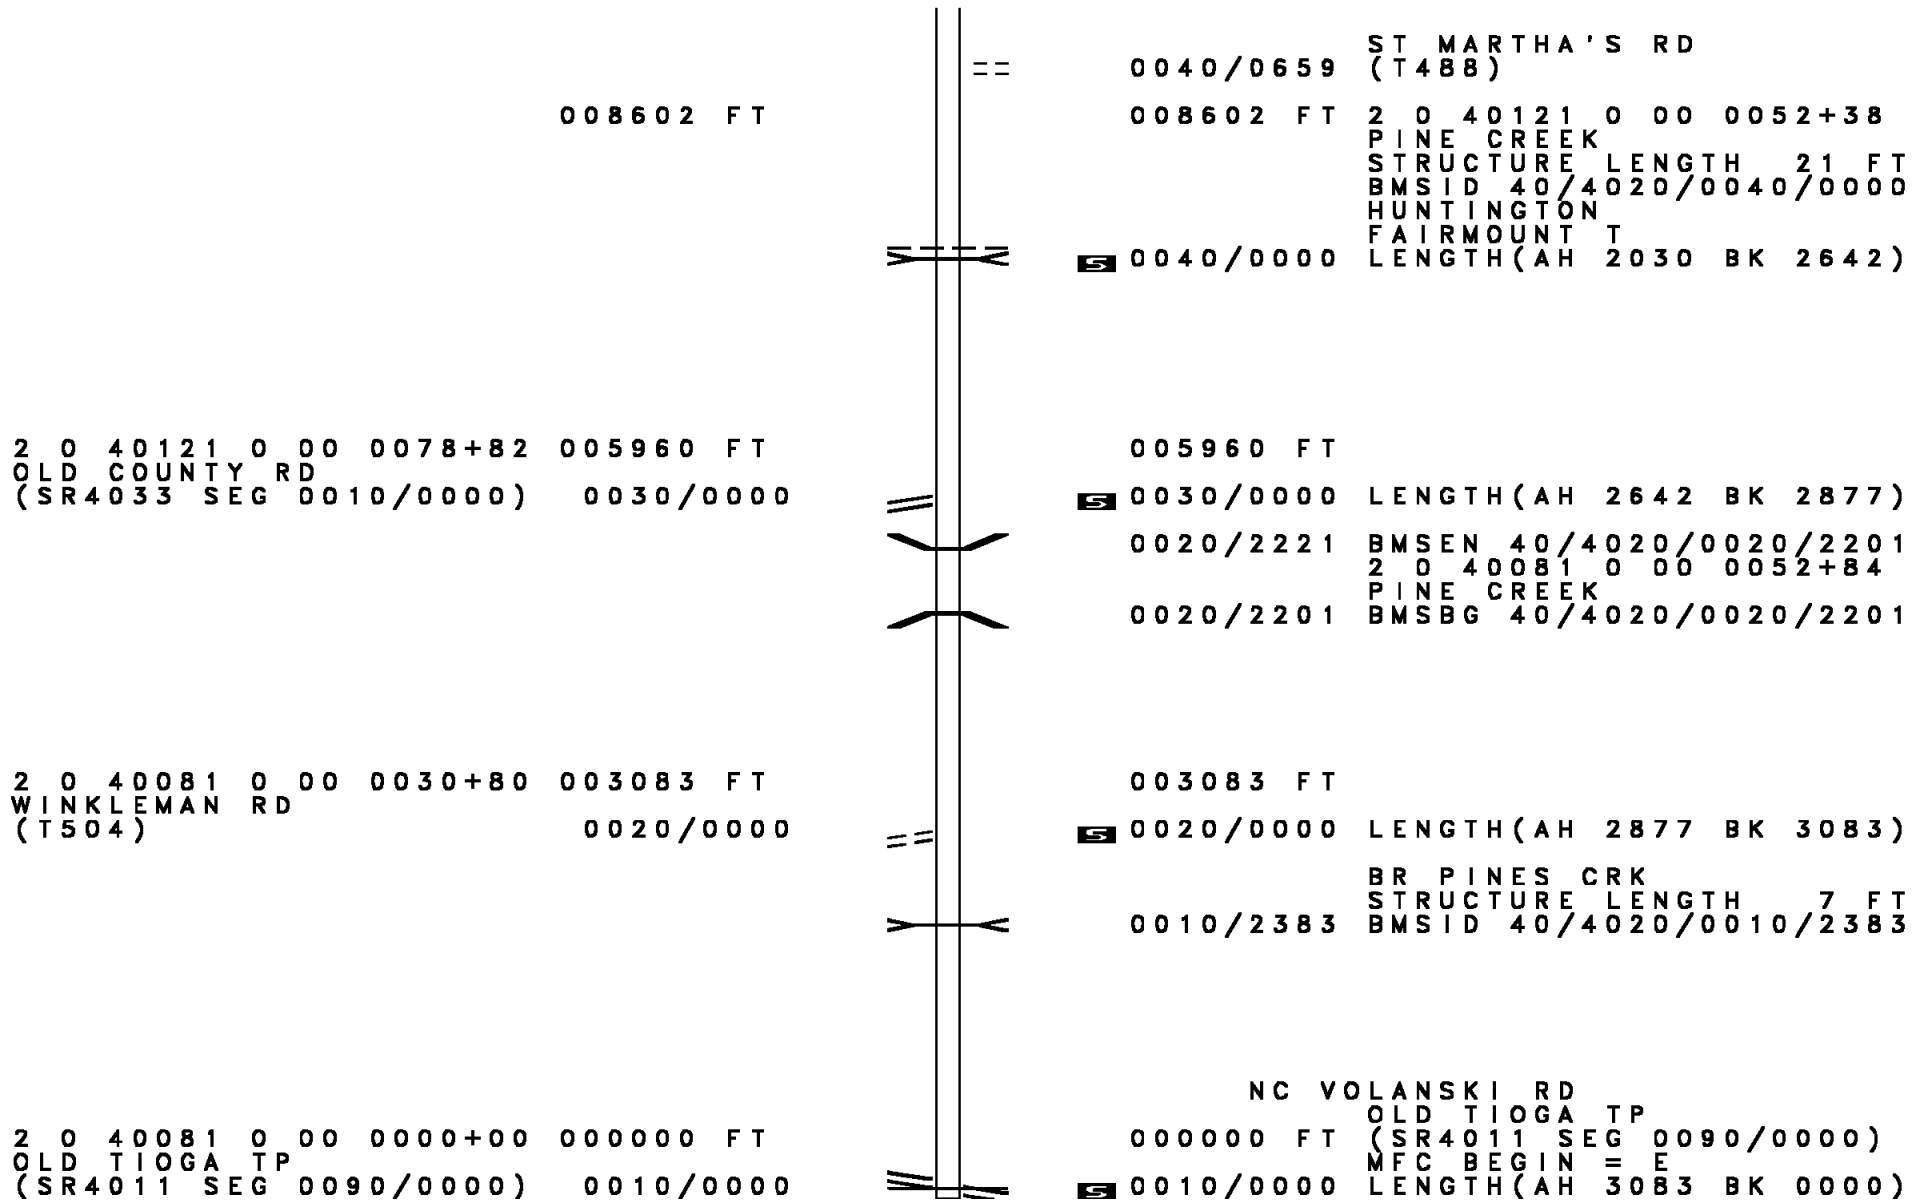 ST MARTHA'S RD
0040/0659 (T488)
008602 FT 008602 FT 2 0 40121 0 00 0052+38
PINE CREEK
STRUCTURE LENGTH 21 FT
BMSID 40/4020/0040/0000
HUNTINGTON
FAIRMOUNT T
S 0040/0000 LENGTH(AH 2030 BK 2642)
2 0 40121 0 00 0078+82 005960 FT 005960 FT
OLD COUNTY RD
(SR4033 SEG 0010/0000) 0030/0000 S 0030/0000 LENGTH(AH 2642 BK 2877)
0020/2221 BMSEN 40/4020/0020/2201
2 0 40081 0 00 0052+84
PINE CREEK
0020/2201 BMSBG 40/4020/0020/2201
2 0 40081 0 00 0030+80 003083 FT 003083 FT
WINKLEMAN RD
(T504) 0020/0000 S 0020/0000 LENGTH(AH 2877 BK 3083)
BR PINES CRK
STRUCTURE LENGTH 7 FT
0010/2383 BMSID 40/4020/0010/2383
NC VOLANSKI RD
OLD TIOGA TP
2 0 40081 0 00 0000+00 000000 FT 000000 FT (SR4011 SEG 0090/0000)
OLD TIOGA TP MFC BEGIN = E
(SR4011 SEG 0090/0000) 0010/0000 S 0010/0000 LENGTH(AH 3083 BK 0000)